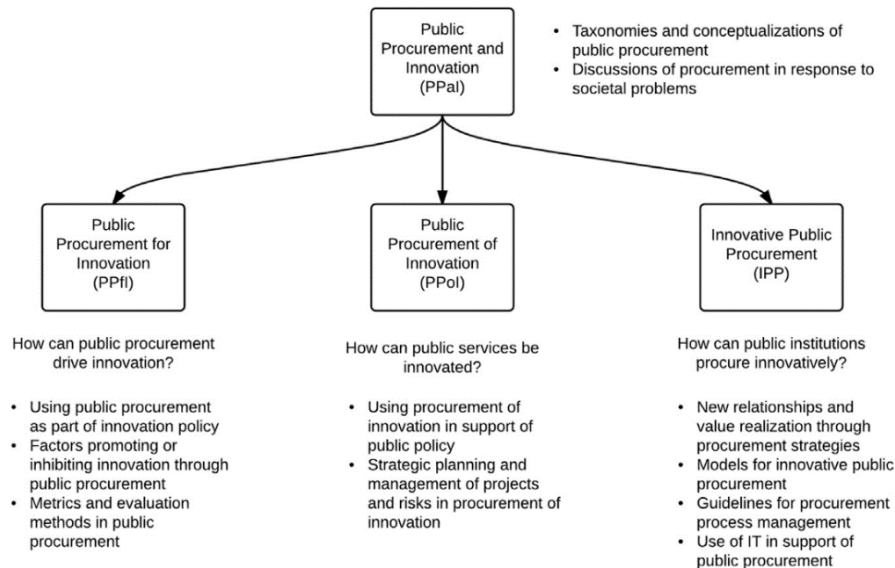 Public
Procurement and
Innovation
(PPaI)
• Taxonomies and conceptualizations of
public procurement
• Discussions of procurement in response to
societal problems
Public
Procurement for
Innovation
(PPfI)
Public
Procurement of
Innovation
(PPoI)
Innovative Public
Procurement
(IPP)
How can public procurement
drive innovation?
• Using public procurement
as part of innovation policy
• Factors promoting or
inhibiting innovation through
public procurement
• Metrics and evaluation
methods in public
procurement
How can public services be
innovated?
• Using procurement of
innovation in support of
public policy
• Strategic planning and
management of projects
and risks in procurement of
innovation
How can public institutions
procure innovatively?
• New relationships and
value realization through
procurement strategies
• Models for innovative public
procurement
• Guidelines for procurement
process management
• Use of IT in support of
public procurement